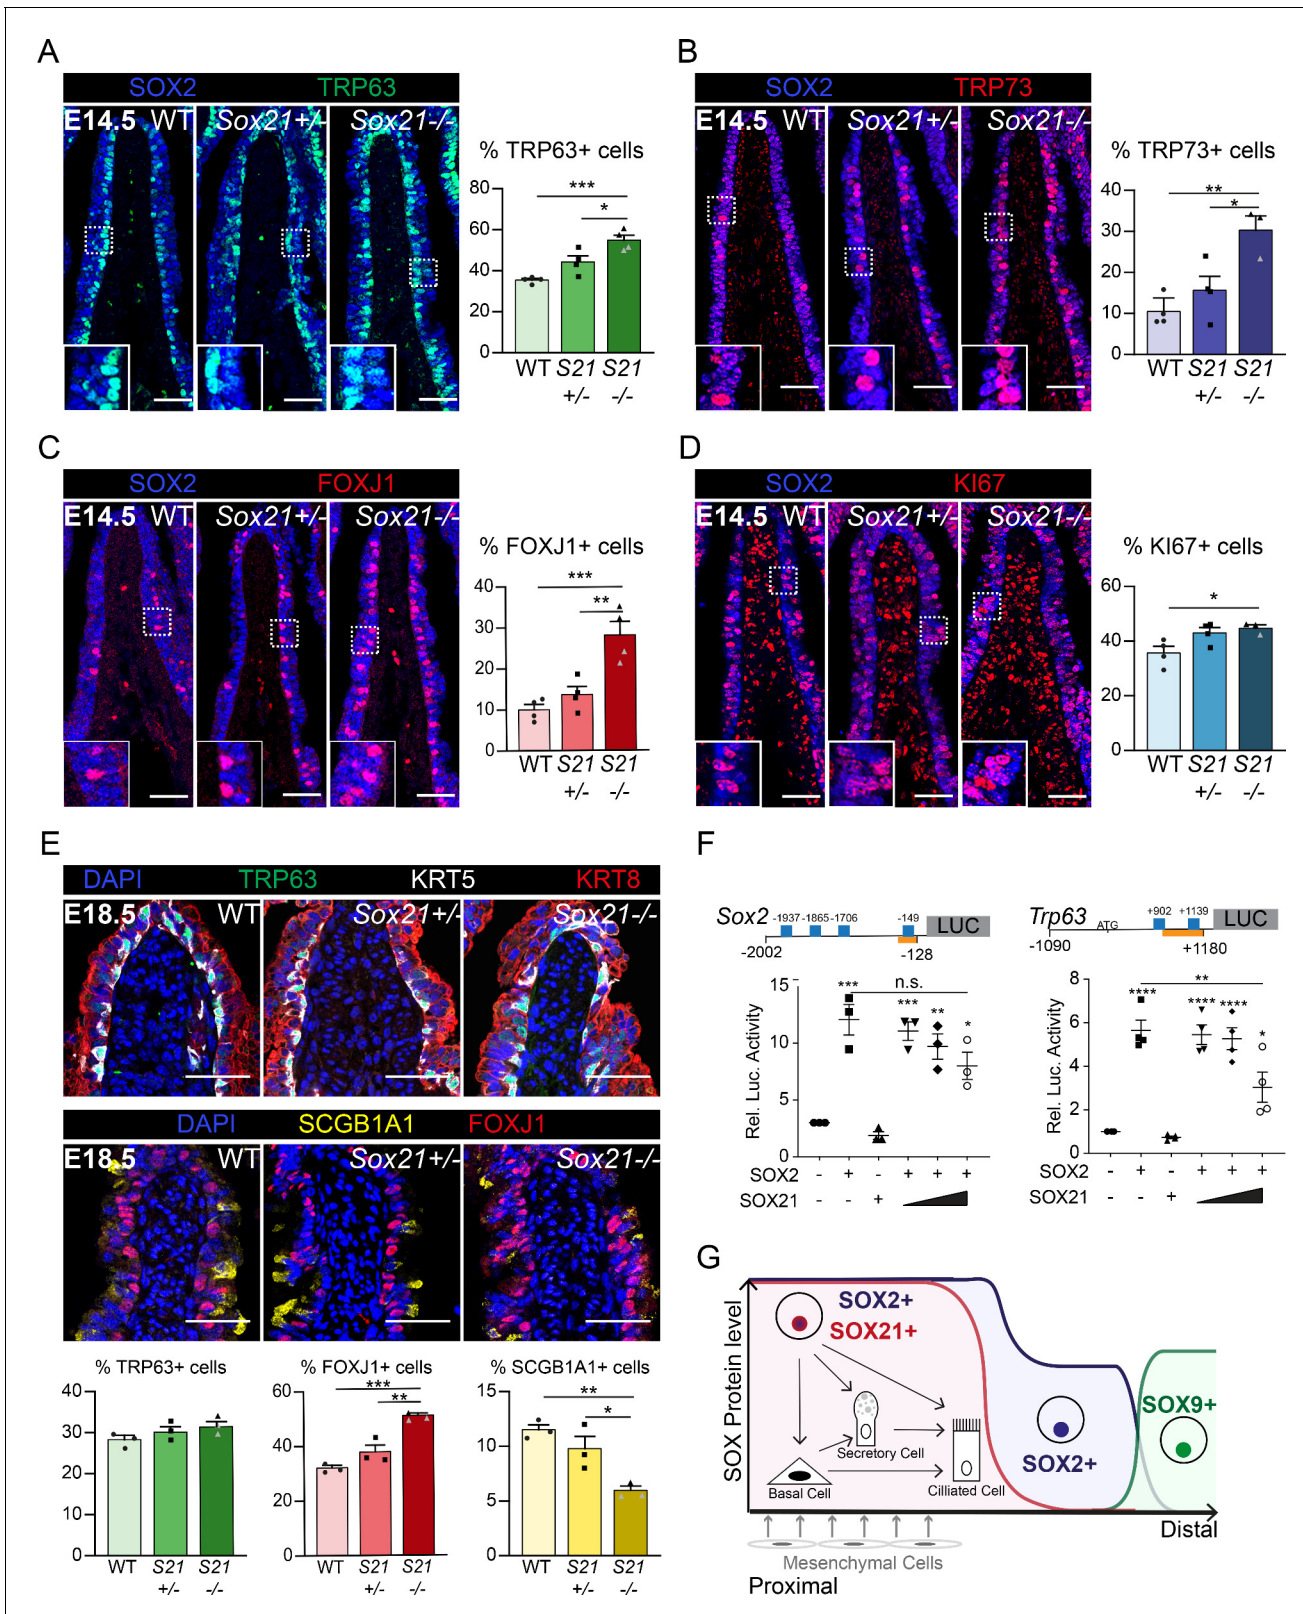 A
SOX2 TRP63
E14.5 WT Sox21+/- Sox21-/-
% TRP63+ cells
80
60
40
20
0
***
*
WT S21 S21
+/- -/-
B
SOX2 TRP73
E14.5 WT Sox21+/- Sox21-/-
% TRP73+ cells
40
30
20
10
0
**
*
WT S21 S21
+/- -/-
C
SOX2 FOXJ1
E14.5 WT Sox21+/- Sox21-/-
% FOXJ1+ cells
40
30
20
10
0
***
**
WT S21 S21
+/- -/-
D
SOX2 KI67
E14.5 WT Sox21+/- Sox21-/-
% KI67+ cells
60
40
20
0
*
WT S21 S21
+/- -/-
E
DAPI TRP63 KRT5 KRT8
E18.5 WT Sox21+/- Sox21-/-
DAPI SCGB1A1 FOXJ1
E18.5 WT Sox21+/- Sox21-/-
% TRP63+ cells
40
30
20
10
0
WT S21 S21
+/- -/-
% FOXJ1+ cells
60
40
20
0
***
**
WT S21 S21
+/- -/-
% SCGB1A1+ cells
15
10
5
0
**
*
WT S21 S21
+/- -/-
F
Sox2
-1937 -1865 -1706 -149
LUC
-2002 -128
Rel. Luc. Activity
15
10
5
0
n.s.
*** *** ** *
SOX2 - + - + + +
SOX21 - - +
Trp63
ATG +902 +1139
LUC
-1090 +1180
Rel. Luc. Activity
8
6
4
2
0
**
**** **** **** *
SOX2 - + - + + +
SOX21 - - +
G
SOX Protein level
SOX2+
SOX21+
Secretory Cell
Basal Cell
Cilliated Cell
SOX2+
SOX9+
Distal
Mesenchymal Cells
Proximal